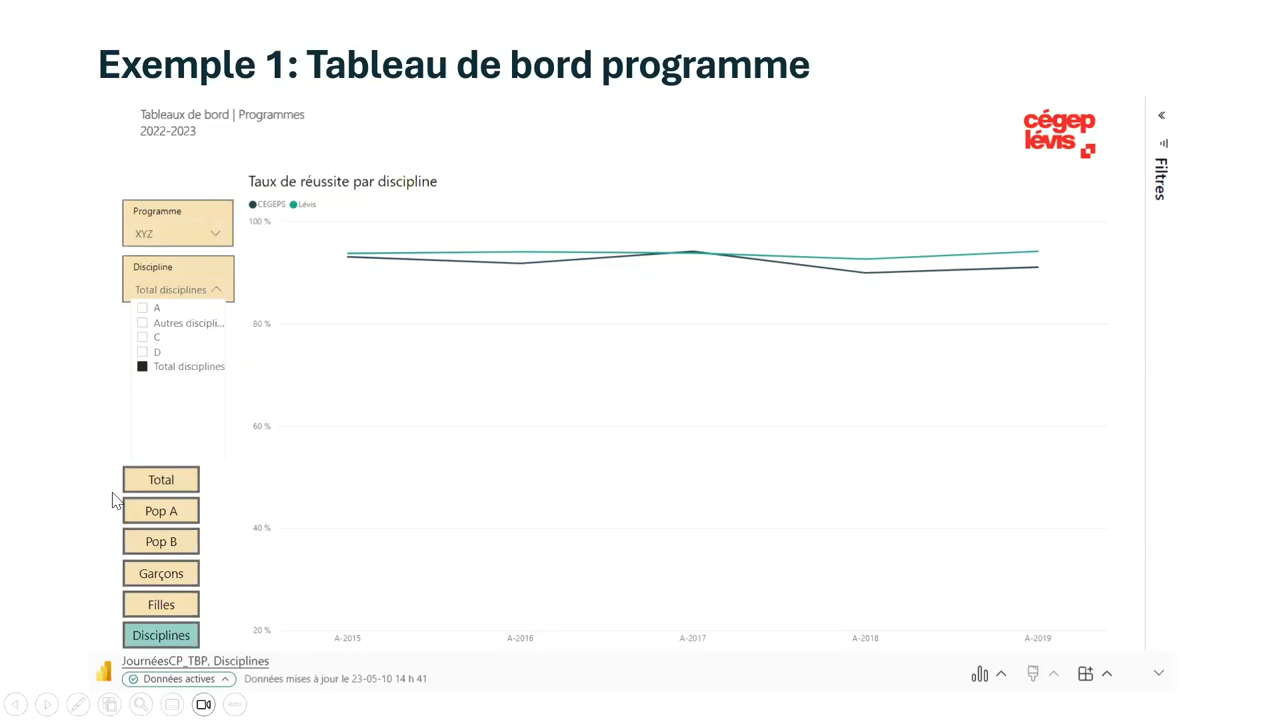 Exemple 1: Tableau de bord programme
Tableaux de bord | Programmes
2022-2023
cégep
lévis
Filtres
Taux de réussite par discipline
CEGEPS Lévis
Programme
XYZ
Discipline
Total disciplines
A
Autres discipli...
C
D
Total disciplines
100 %
80 %
60 %
40 %
20 %
A-2015 A-2016 A-2017 A-2018 A-2019
Total
Pop A
Pop B
Garçons
Filles
Disciplines
JournéesCP_TBP, Disciplines
Données actives Données mises à jour le 23-05-10 14 h 41